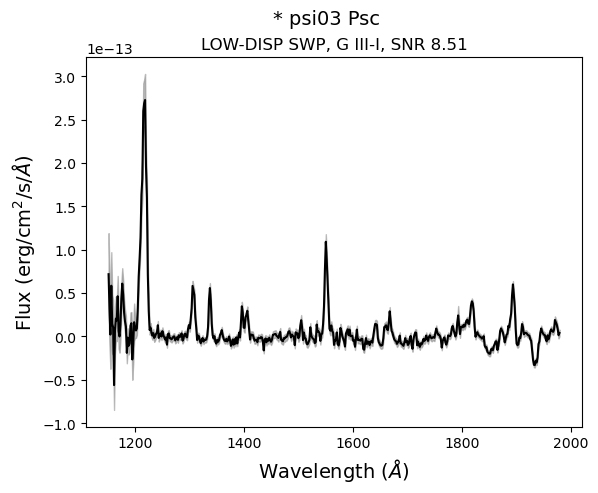 * psi03 Psc
LOW-DISP SWP, G III-I, SNR 8.51
1e−13
3.0
2.5
2.0
1.5
1.0
0.5
0.0
−0.5
−1.0
Flux (erg/cm²/s/Å)
1200
1400
1600
1800
2000
Wavelength (Å)